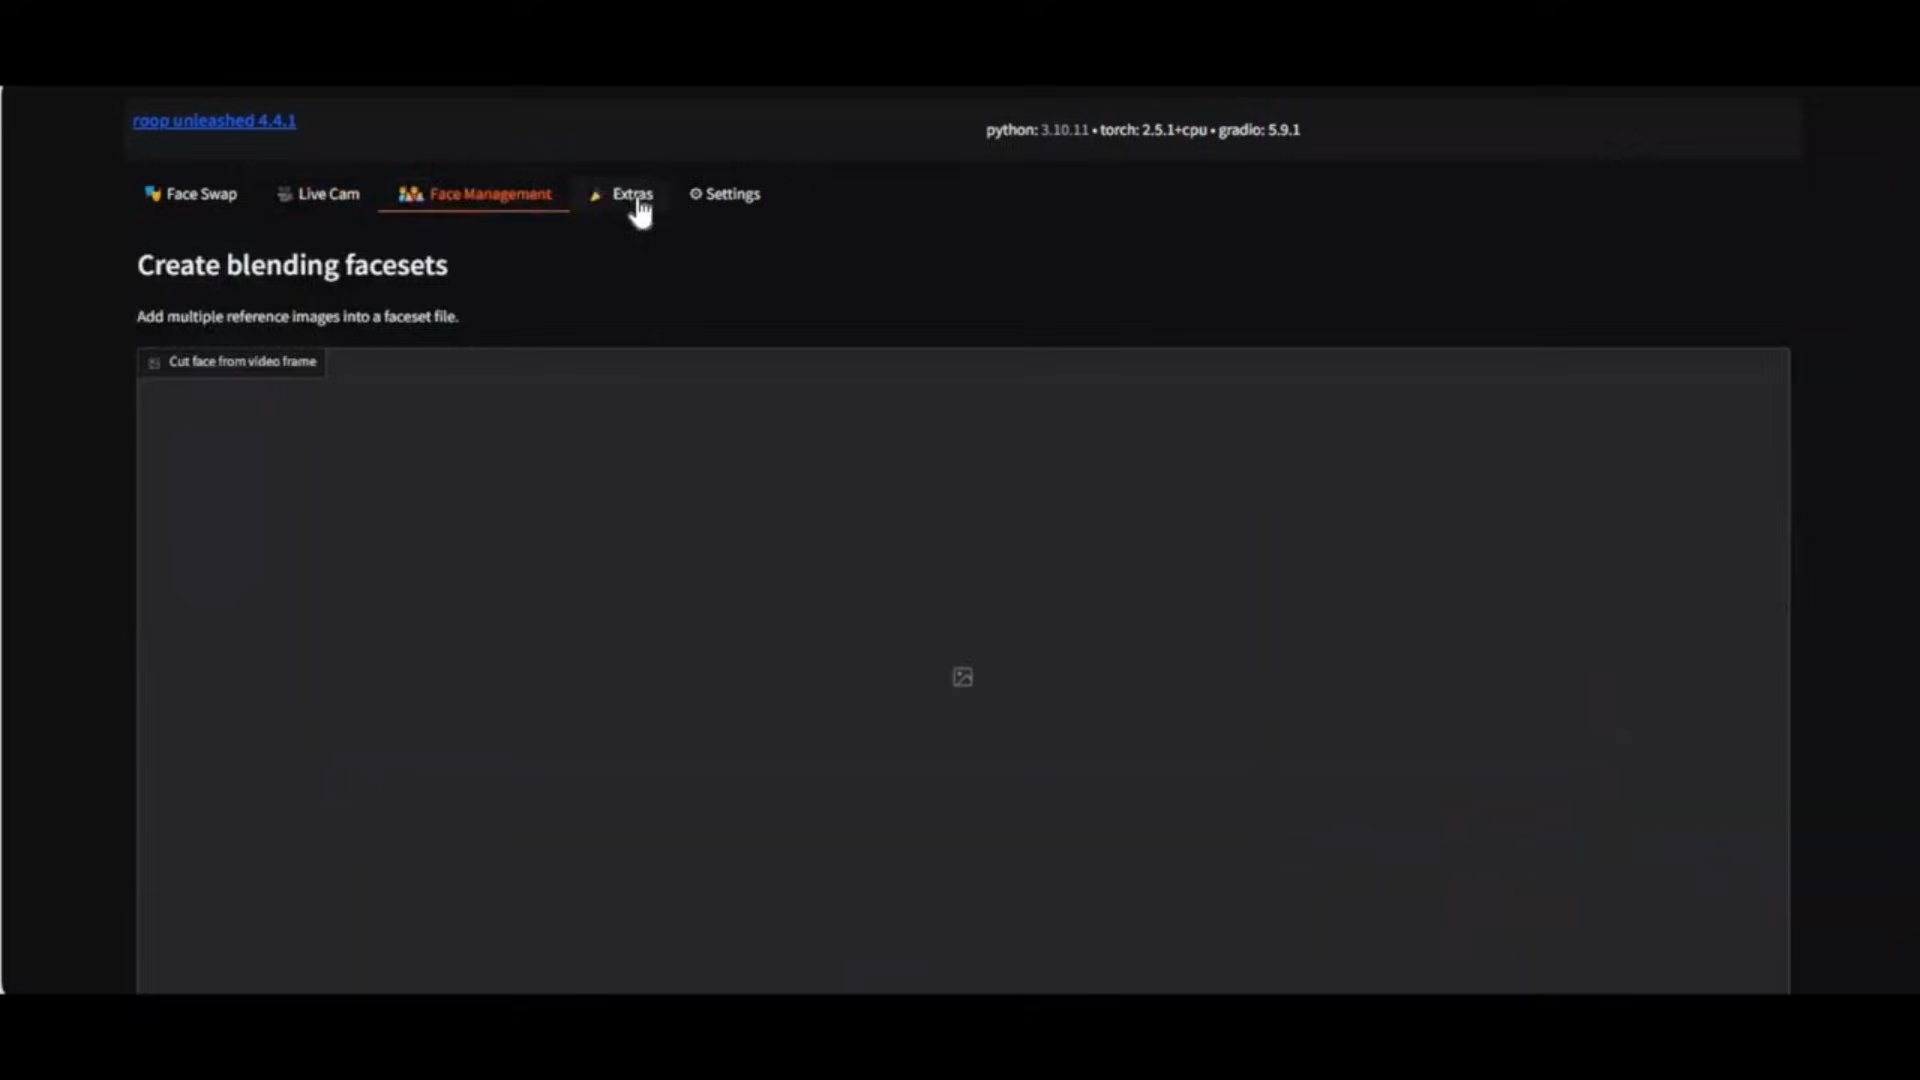 roop unleashed 4.4.1
python: 3.10.11 • torch: 2.5.1+cpu • gradio: 5.9.1
Face Swap Live Cam Face Management Extras Settings
Create blending facesets
Add multiple reference images into a faceset file.
Cut face from video frame